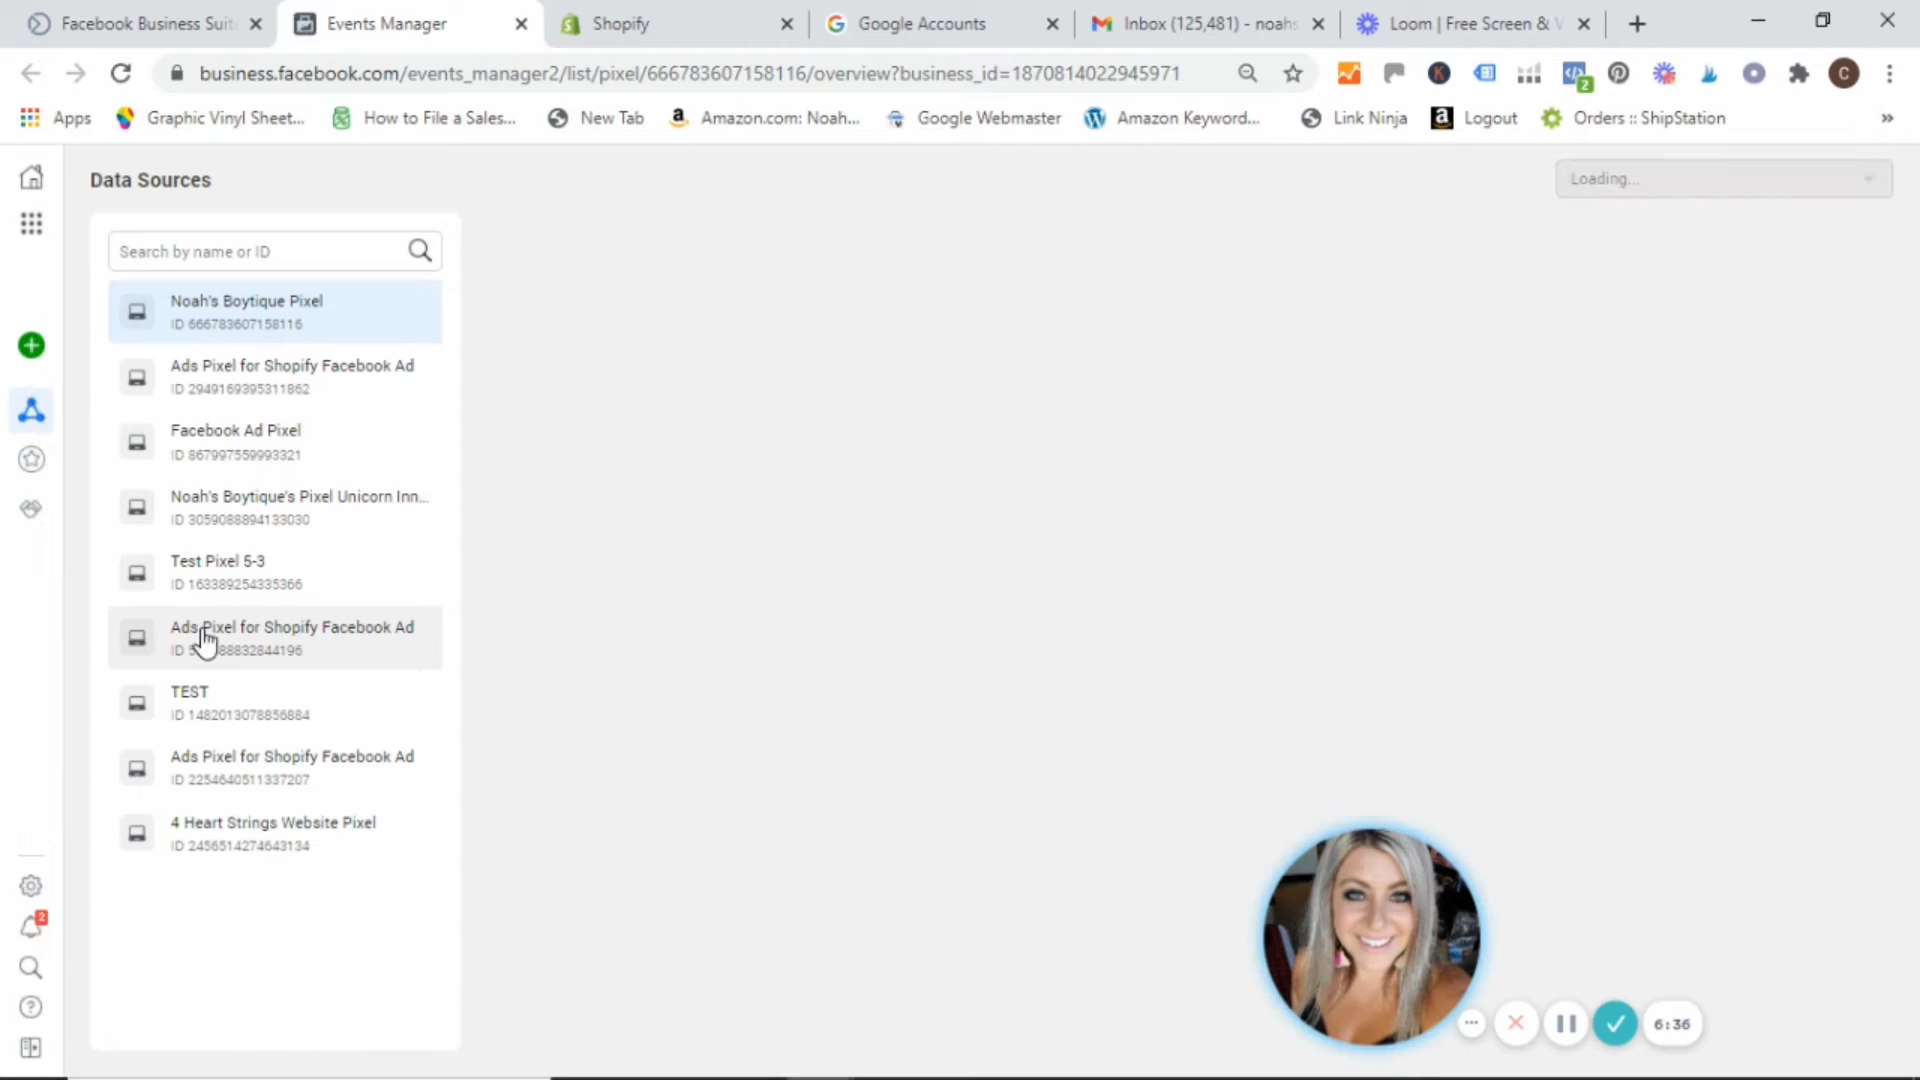 Facebook Business Suit
Events Manager
Shopify
Google Accounts
Inbox (125,481) - noahs
Loom | Free Screen & V
business.facebook.com/events_manager2/list/pixel/666783607158116/overview?business_id=1870814022945971
2
C
Apps
Graphic Vinyl Sheet...
How to File a Sales...
New Tab
Amazon.com: Noah...
Google Webmaster
Amazon Keyword...
Link Ninja
Logout
Orders :: ShipStation
»
Data Sources
Loading...
Search by name or ID
Noah's Boytique Pixel
ID 666783607158116
Ads Pixel for Shopify Facebook Ad
ID 2949169395311862
Facebook Ad Pixel
ID 867997559993321
Noah's Boytique's Pixel Unicorn Inn...
ID 3059088894133030
Test Pixel 5-3
ID 163389254335366
Ads Pixel for Shopify Facebook Ad
ID
TEST
ID 1482013078856884
Ads Pixel for Shopify Facebook Ad
ID 2254640511337207
4 Heart Strings Website Pixel
ID 2456514274643134
2
6:36